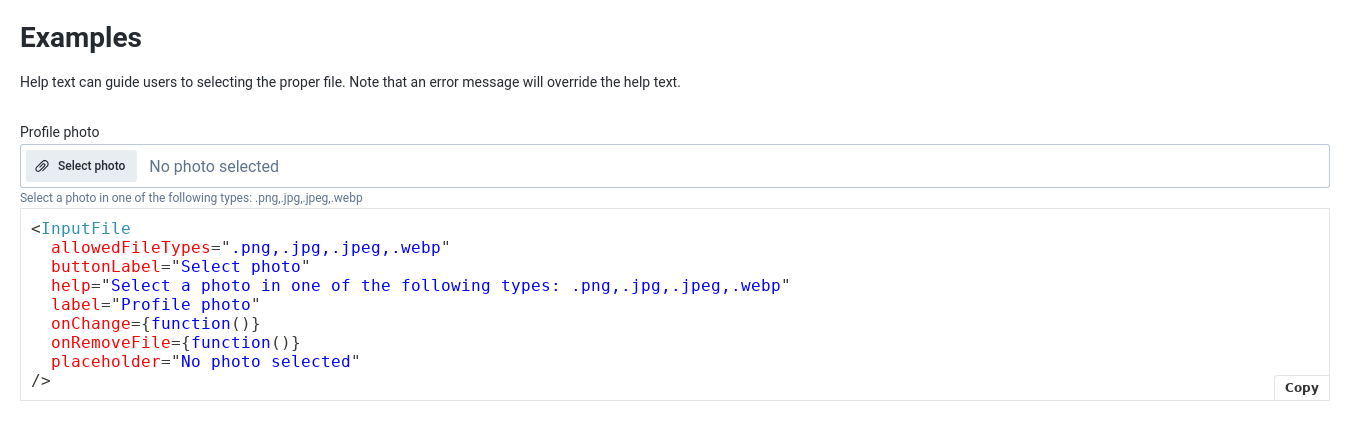 Examples
Help text can guide users to selecting the proper file. Note that an error message will override the help text.
Profile photo
Select photo No photo selected
Select a photo in one of the following types: .png,.jpg,.jpeg,.webp
<InputFile
  allowedFileTypes=".png,.jpg,.jpeg,.webp"
  buttonLabel="Select photo"
  help="Select a photo in one of the following types: .png,.jpg,.jpeg,.webp"
  label="Profile photo"
  onChange={function()}
  onRemoveFile={function()}
  placeholder="No photo selected"
/>
Copy